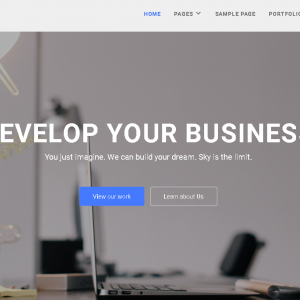 HOME PAGES SAMPLE PAGE PORTFOLIO
EVELOP YOUR BUSINES
You just imagine. We can build your dream. Sky is the limit.
View our work Learn about Us